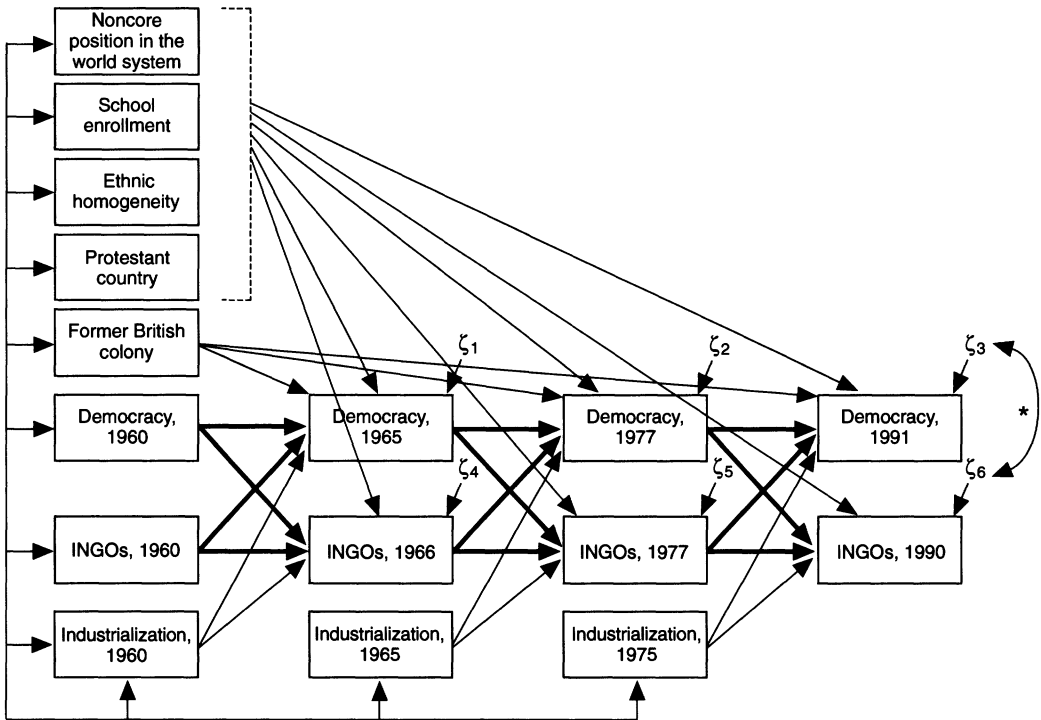 Noncore
position in the
world system
School
enrollment
Ethnic
homogeneity
Protestant
country
Former British
colony
ζ1
ζ2
ζ3
Democracy,
1960
Democracy,
1965
Democracy,
1977
Democracy,
1991
*
ζ4
ζ5
ζ6
INGOs, 1960
INGOs, 1966
INGOs, 1977
INGOs, 1990
Industrialization,
1960
Industrialization,
1965
Industrialization,
1975